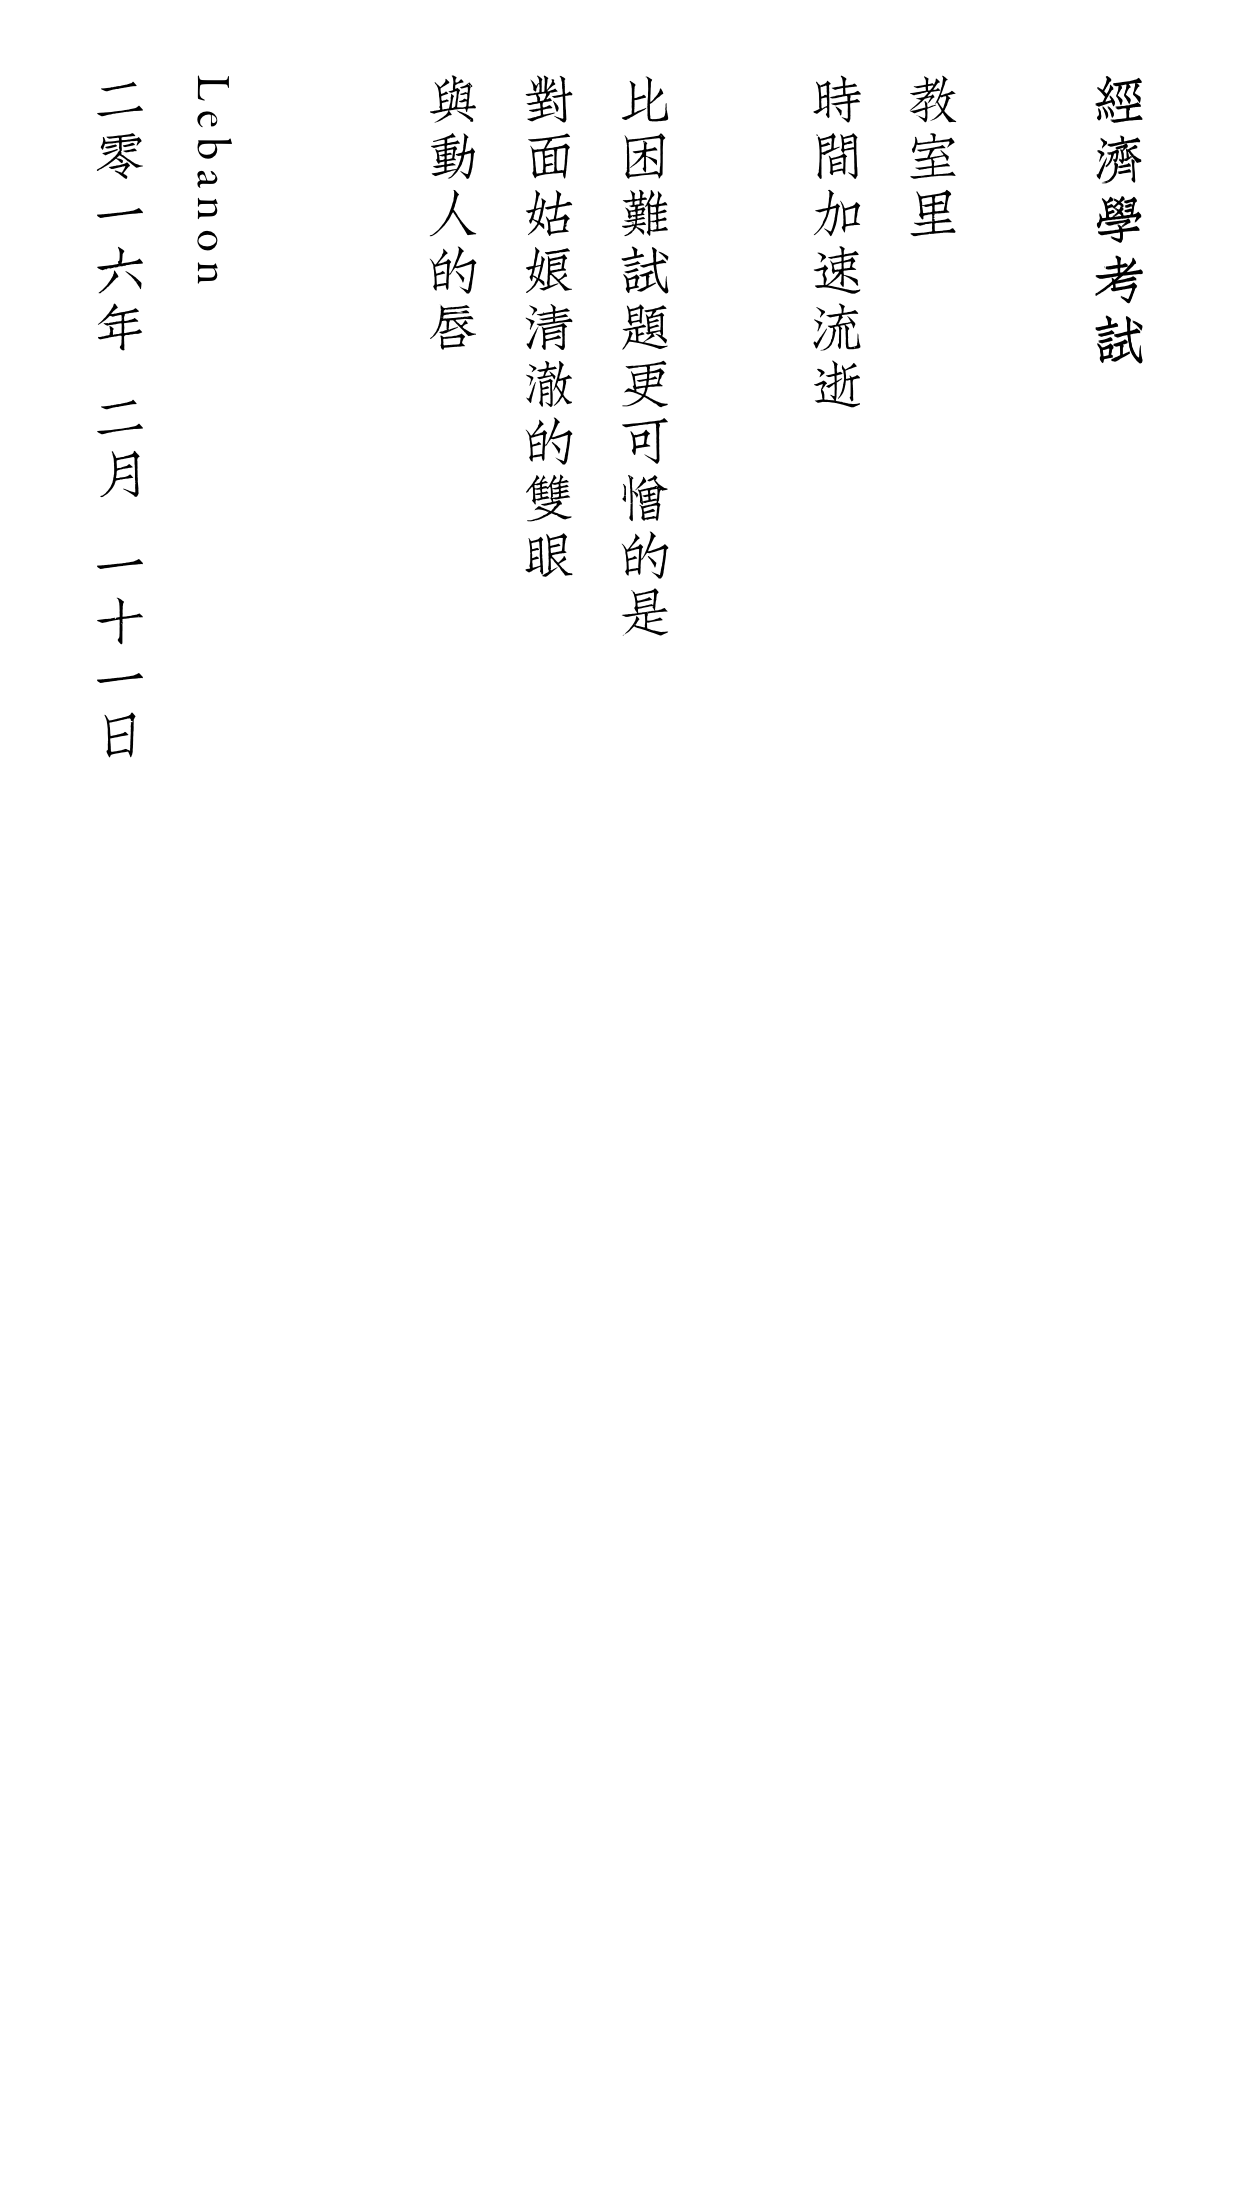 經濟學考試
教室里
時間加速流逝
比困難試題更可憎的是
對面姑娘清澈的雙眼
與動人的唇
Lebanon
二零一六年 二月 一十一日